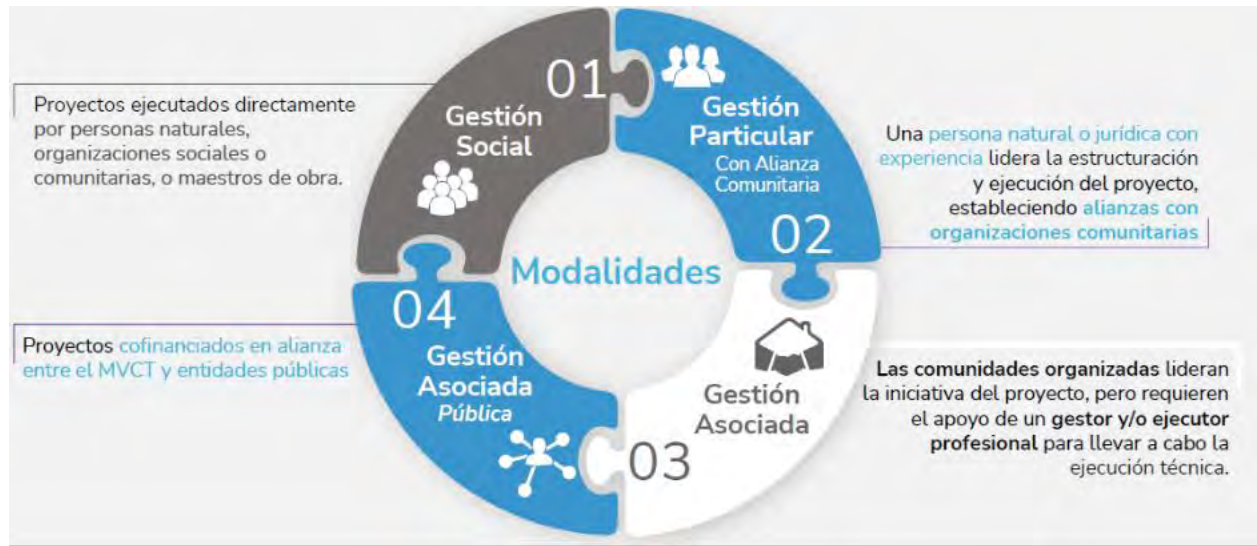 01
Gestión
Social
Proyectos ejecutados directamente
por personas naturales,
organizaciones sociales o
comunitarias, o maestros de obra.
Gestión
Particular
Con Alianza
Comunitaria
02
Una persona natural o jurídica con
experiencia lidera la estructuración
y ejecución del proyecto,
estableciendo alianzas con
organizaciones comunitarias
Modalidades
04
Gestión
Asociada
Pública
Proyectos cofinanciados en alianza
entre el MVCT y entidades públicas
Gestión
Asociada
03
Las comunidades organizadas lideran
la iniciativa del proyecto, pero requieren
el apoyo de un gestor y/o ejecutor
profesional para llevar a cabo la
ejecución técnica.